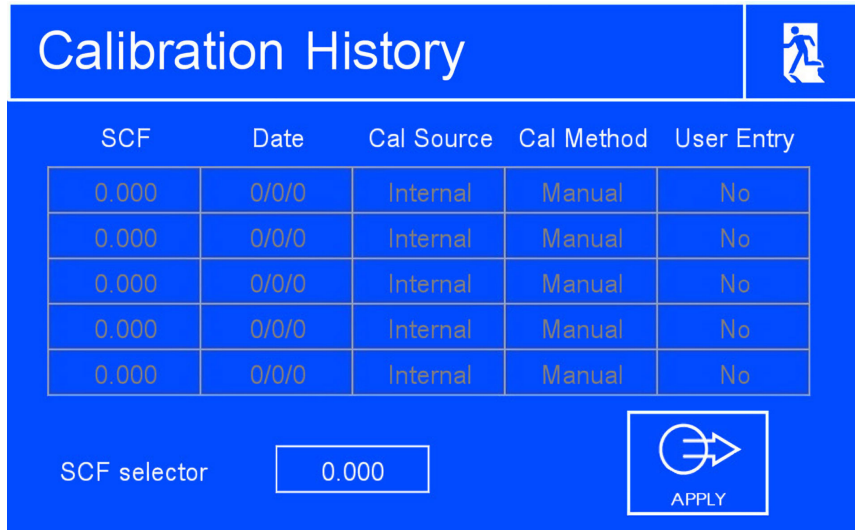 Calibration History
SCF Date Cal Source Cal Method User Entry
0.000 0/0/0 Internal Manual No
0.000 0/0/0 Internal Manual No
0.000 0/0/0 Internal Manual No
0.000 0/0/0 Internal Manual No
0.000 0/0/0 Internal Manual No
SCF selector 0.000
APPLY